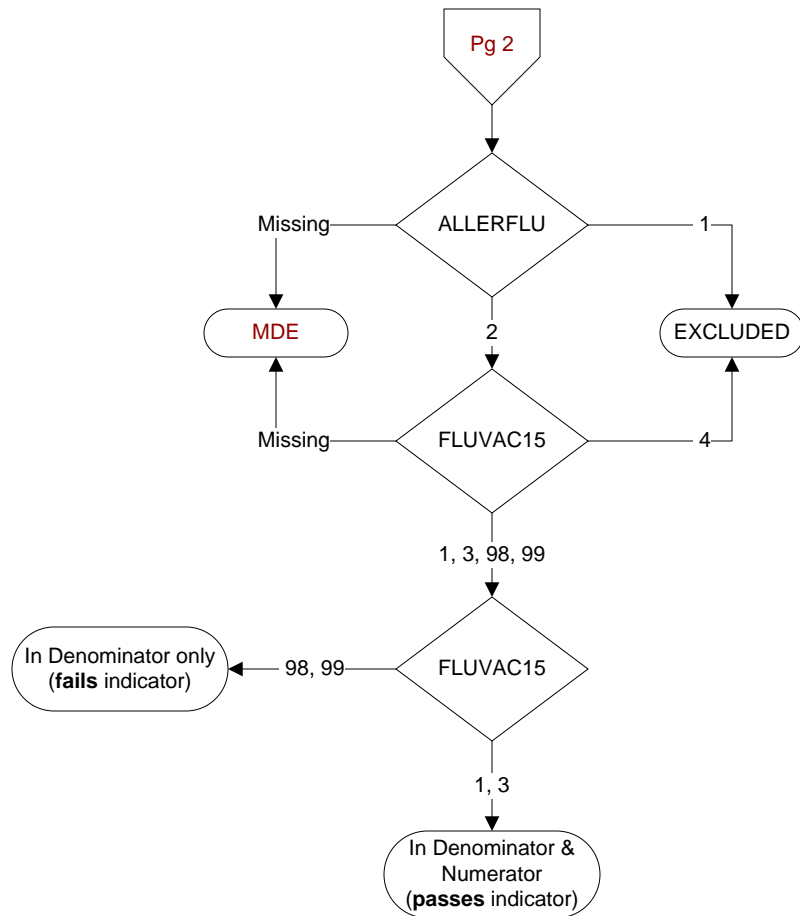 Pg 2
ALLERFLU
Missing
1
MDE
2
EXCLUDED
FLUVAC15
Missing
4
1, 3, 98, 99
In Denominator only
(fails indicator)
98, 99
FLUVAC15
1, 3
In Denominator &
Numerator
(passes indicator)